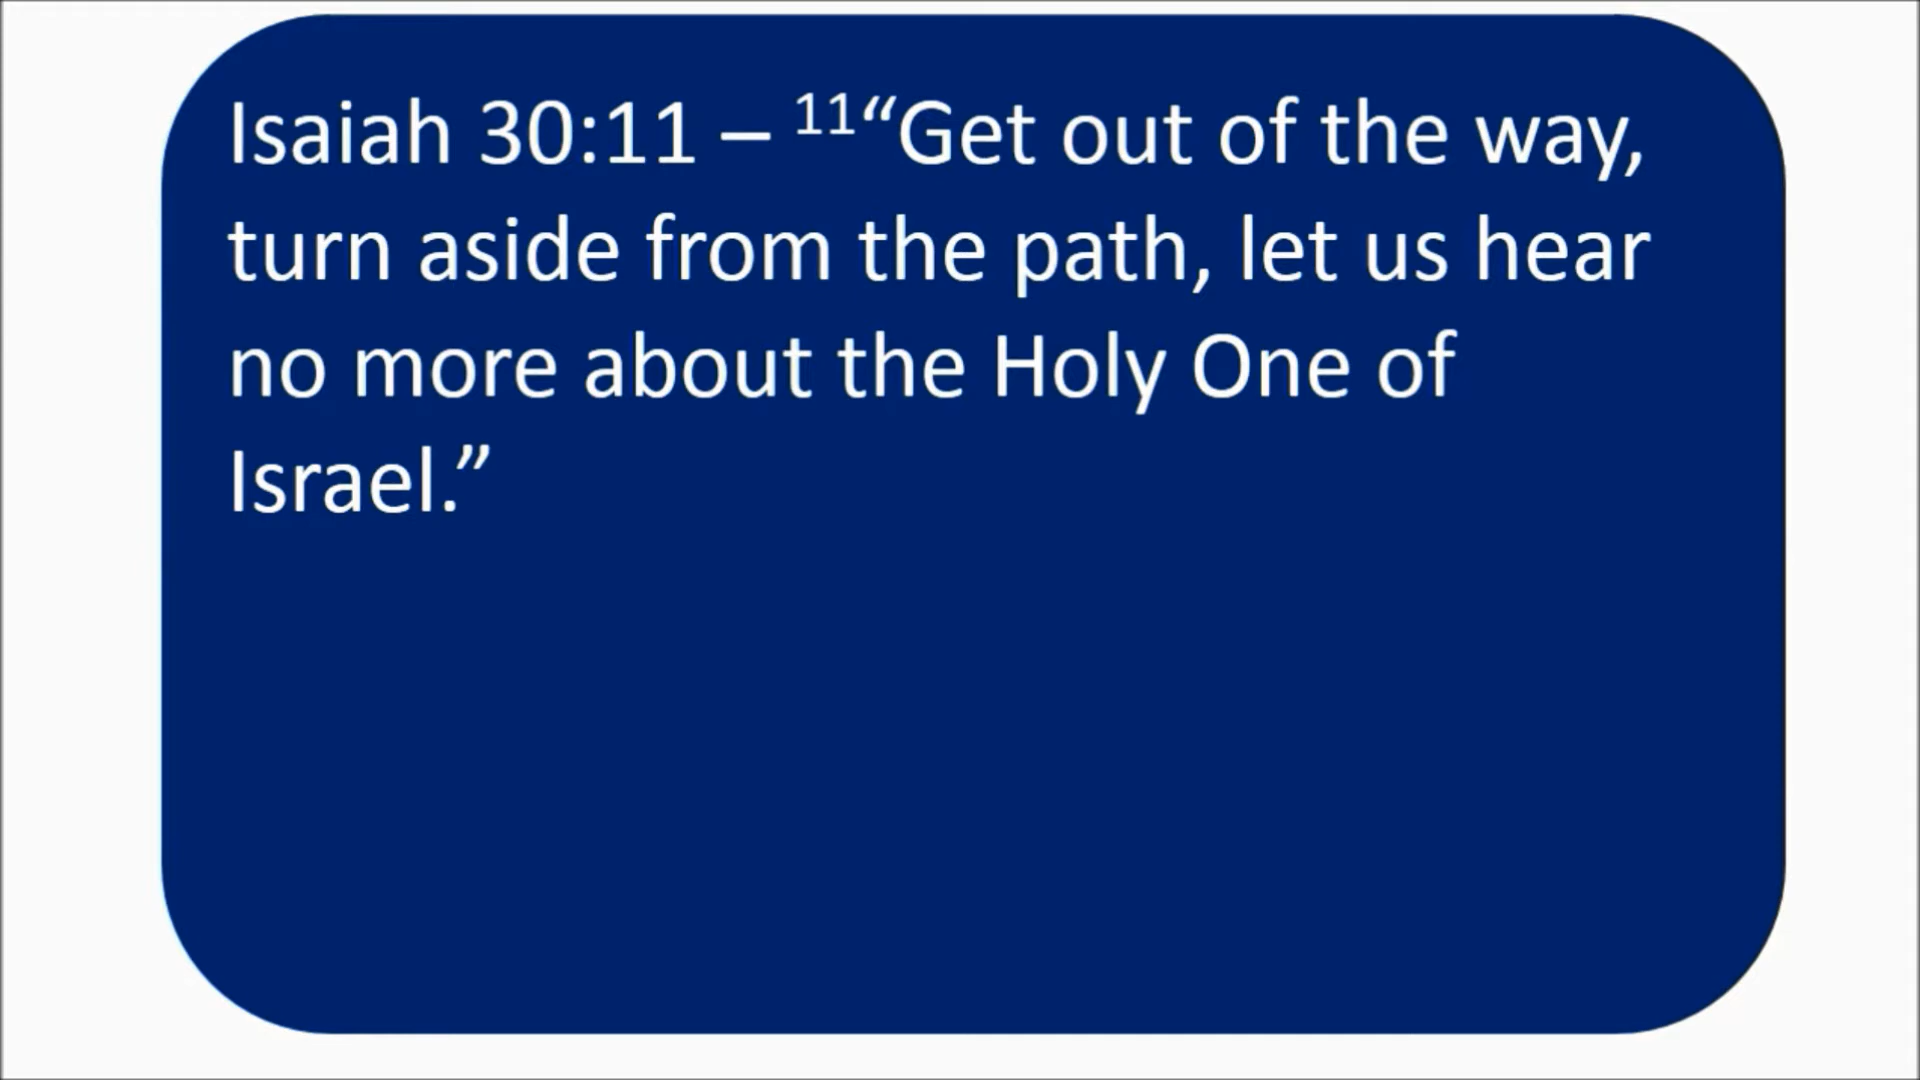 Isaiah 30:11 – ¹¹“Get out of the way,
turn aside from the path, let us hear
no more about the Holy One of
Israel.”